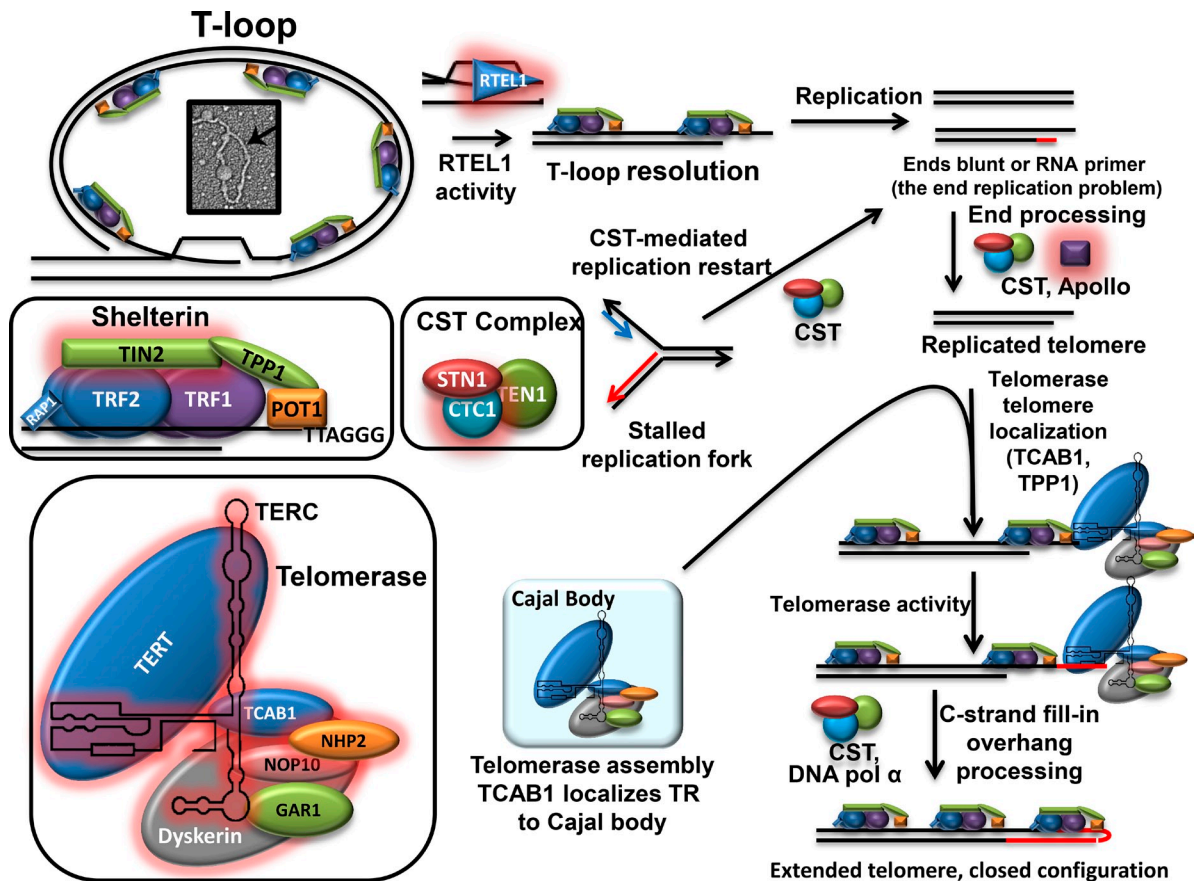 T-loop
RTEL1
RTEL1
activity
T-loop resolution
Replication
Ends blunt or RNA primer
(the end replication problem)
End processing
CST, Apollo
Replicated telomere
CST-mediated
replication restart
CST
Stalled
replication fork
Shelterin
TIN2
TPP1
RAP1
TRF2
TRF1
POT1
TTAGGG
CST Complex
STN1
CTC1
TEN1
Telomerase
telomere
localization
(TCAB1,
TPP1)
TERC
Telomerase
TERT
TCAB1
NHP2
NOP10
GAR1
Dyskerin
Cajal Body
Telomerase assembly
TCAB1 localizes TR
to Cajal body
Telomerase activity
CST,
DNA pol α
C-strand fill-in
overhang
processing
Extended telomere, closed configuration